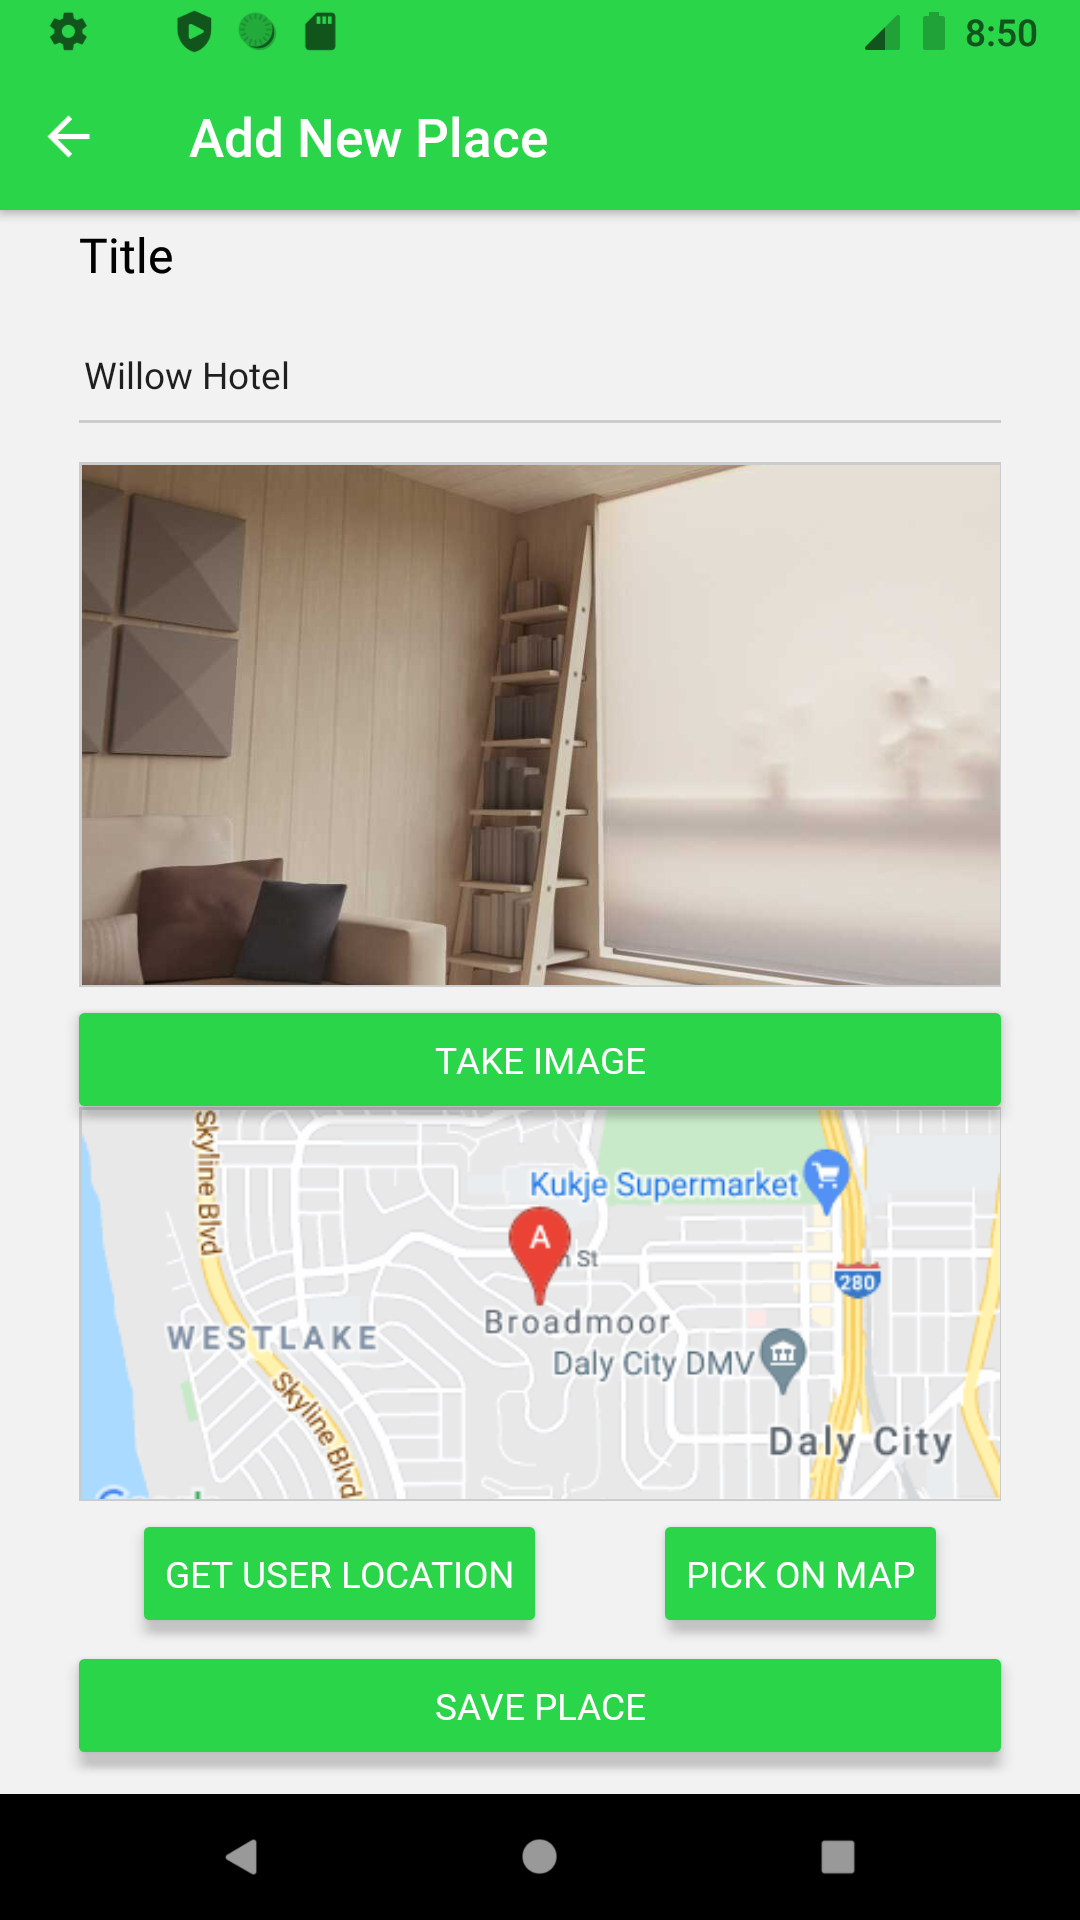 8:50
Add New Place
Title
Willow Hotel
TAKE IMAGE
Skyline Blvd
Kukje Supermarket
A
St
280
Broadmoor
WESTLAKE
Daly City DMV
Skyline Blvd
Daly City
GET USER LOCATION
PICK ON MAP
SAVE PLACE